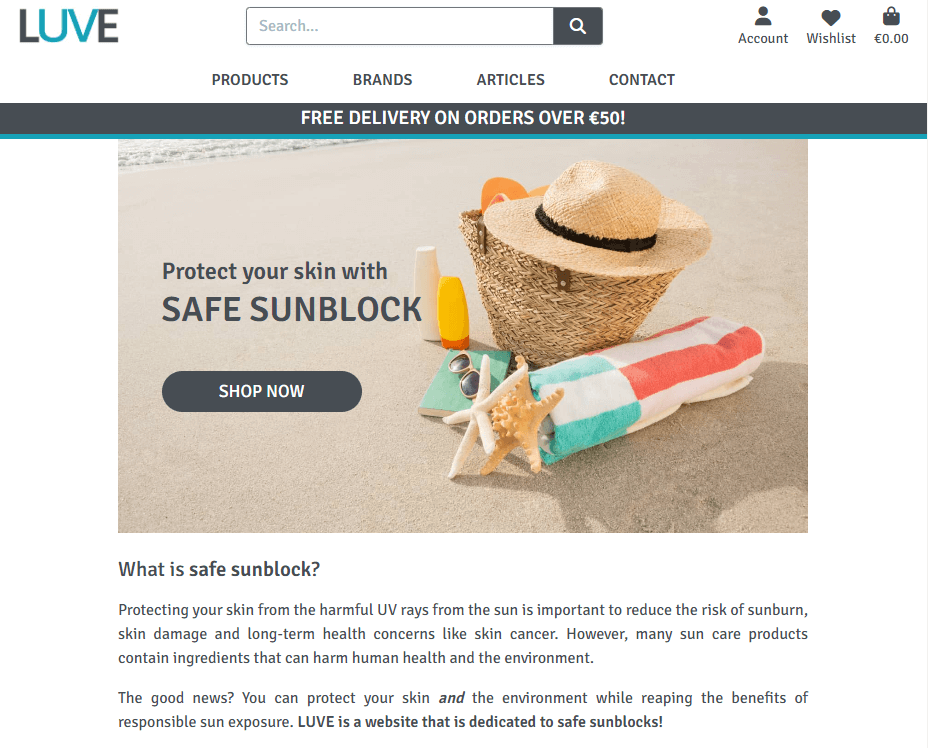 LUVE
Search...
Account
Wishlist
€0.00
PRODUCTS
BRANDS
ARTICLES
CONTACT
FREE DELIVERY ON ORDERS OVER €50!
Protect your skin with
SAFE SUNBLOCK
SHOP NOW
What is safe sunblock?
Protecting your skin from the harmful UV rays from the sun is important to reduce the risk of sunburn,
skin damage and long-term health concerns like skin cancer. However, many sun care products
contain ingredients that can harm human health and the environment.
The good news? You can protect your skin and the environment while reaping the benefits of
responsible sun exposure. LUVE is a website that is dedicated to safe sunblocks!